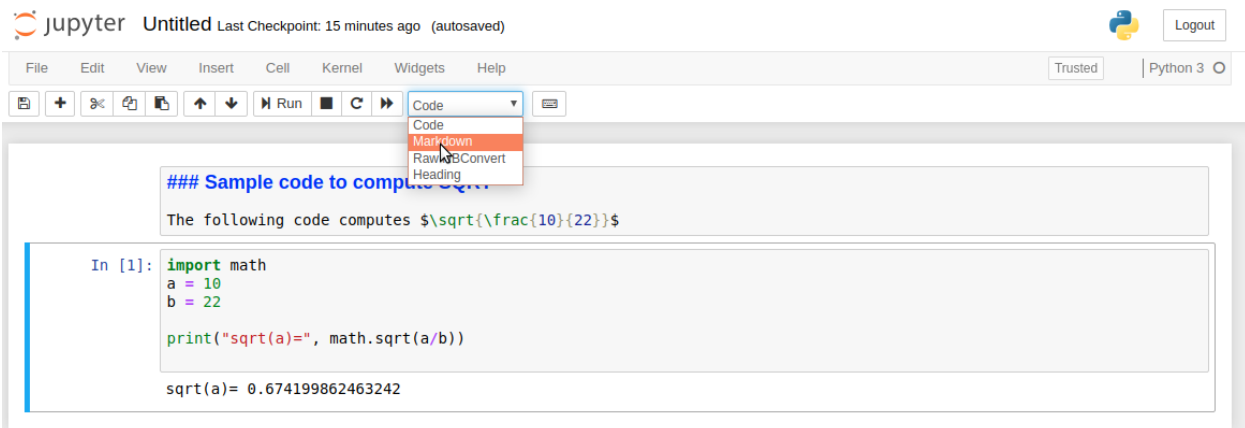 jupyter Untitled Last Checkpoint: 15 minutes ago (autosaved) Logout
File Edit View Insert Cell Kernel Widgets Help Trusted Python 3
Run Code
Code
Markdown
Heading
### Sample code to compute SQRT
The following code computes $\sqrt{\frac{10}{22}}$
In [1]: import math
a = 10
b = 22
print("sqrt(a)=", math.sqrt(a/b))
sqrt(a)= 0.674199862463242